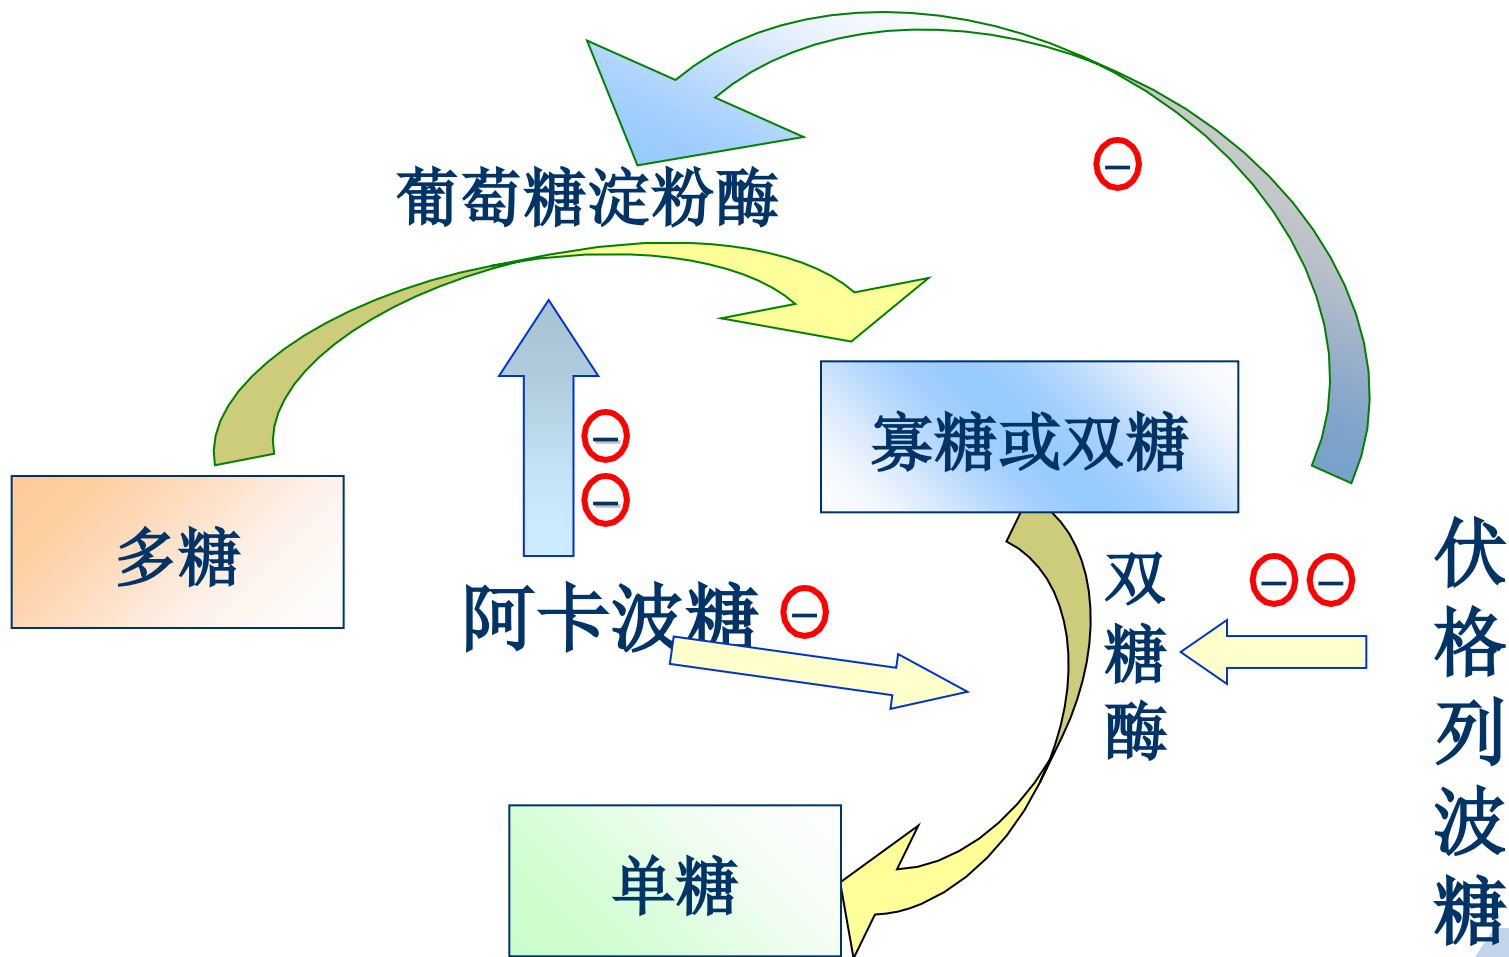 葡萄糖淀粉酶
–
寡糖或双糖
–
–
多糖
阿卡波糖
–
双糖酶
– –
伏格列波糖
单糖